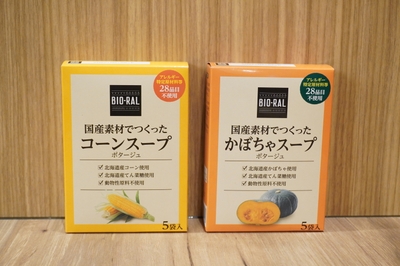 アレルギー
特定原材料等
28品目
不使用
BIO-RAL
国産素材でつくった
コーンスープ
ポタージュ
北海道産コーン使用
北海道産てん菜糖使用
動物性原料不使用
5袋入
アレルギー
特定原材料等
28品目
不使用
BIO-RAL
国産素材でつくった
かぼちゃスープ
ポタージュ
北海道産かぼちゃ使用
北海道産てん菜糖使用
動物性原料不使用
5袋入